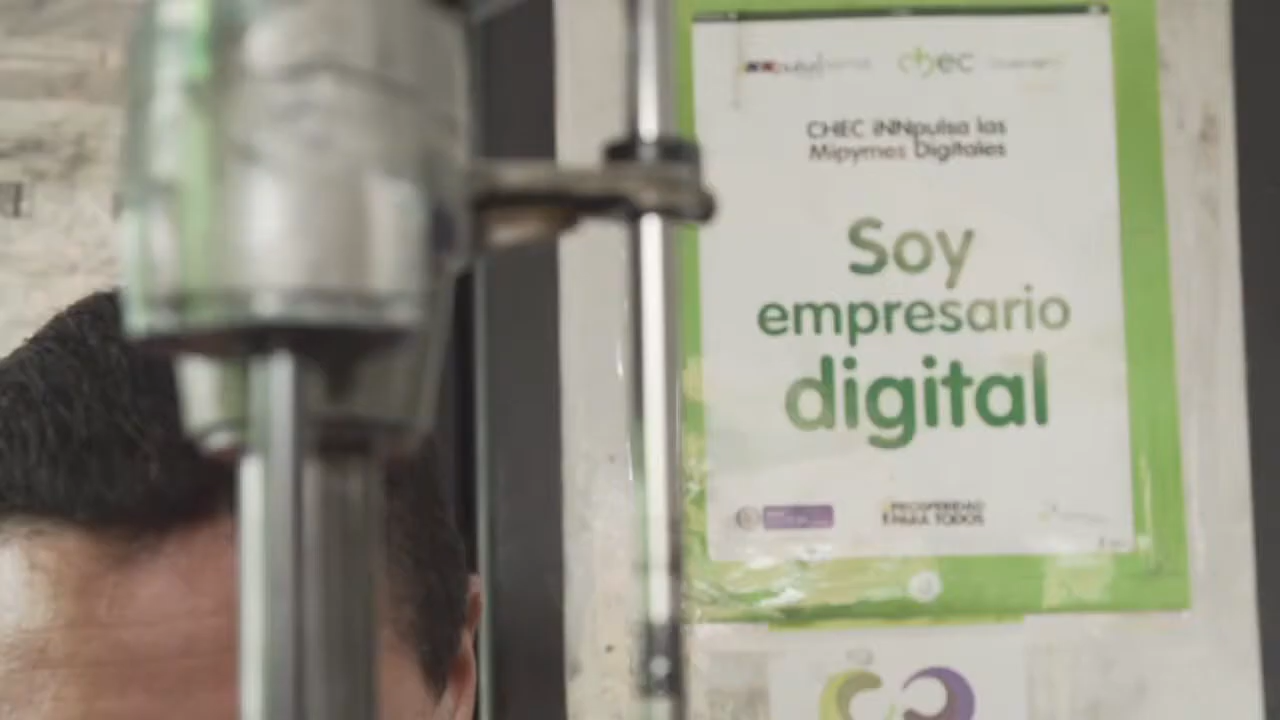 chec
CHEC iNNpulsa las
Mipymes Digitales
Soy
empresario
digital
PROSPERIDAD
PARA TODOS